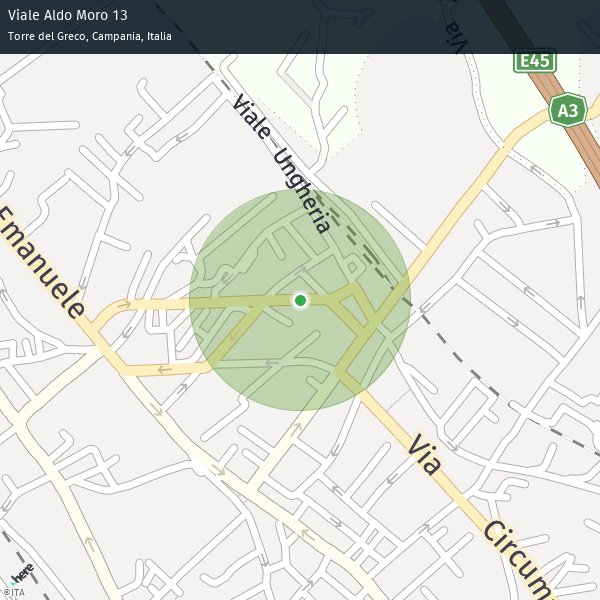 Viale Aldo Moro 13
Torre del Greco, Campania, Italia
Via
E45
A3
Viale Ungheria
Emanuele
Via
Circum
here
©ITA